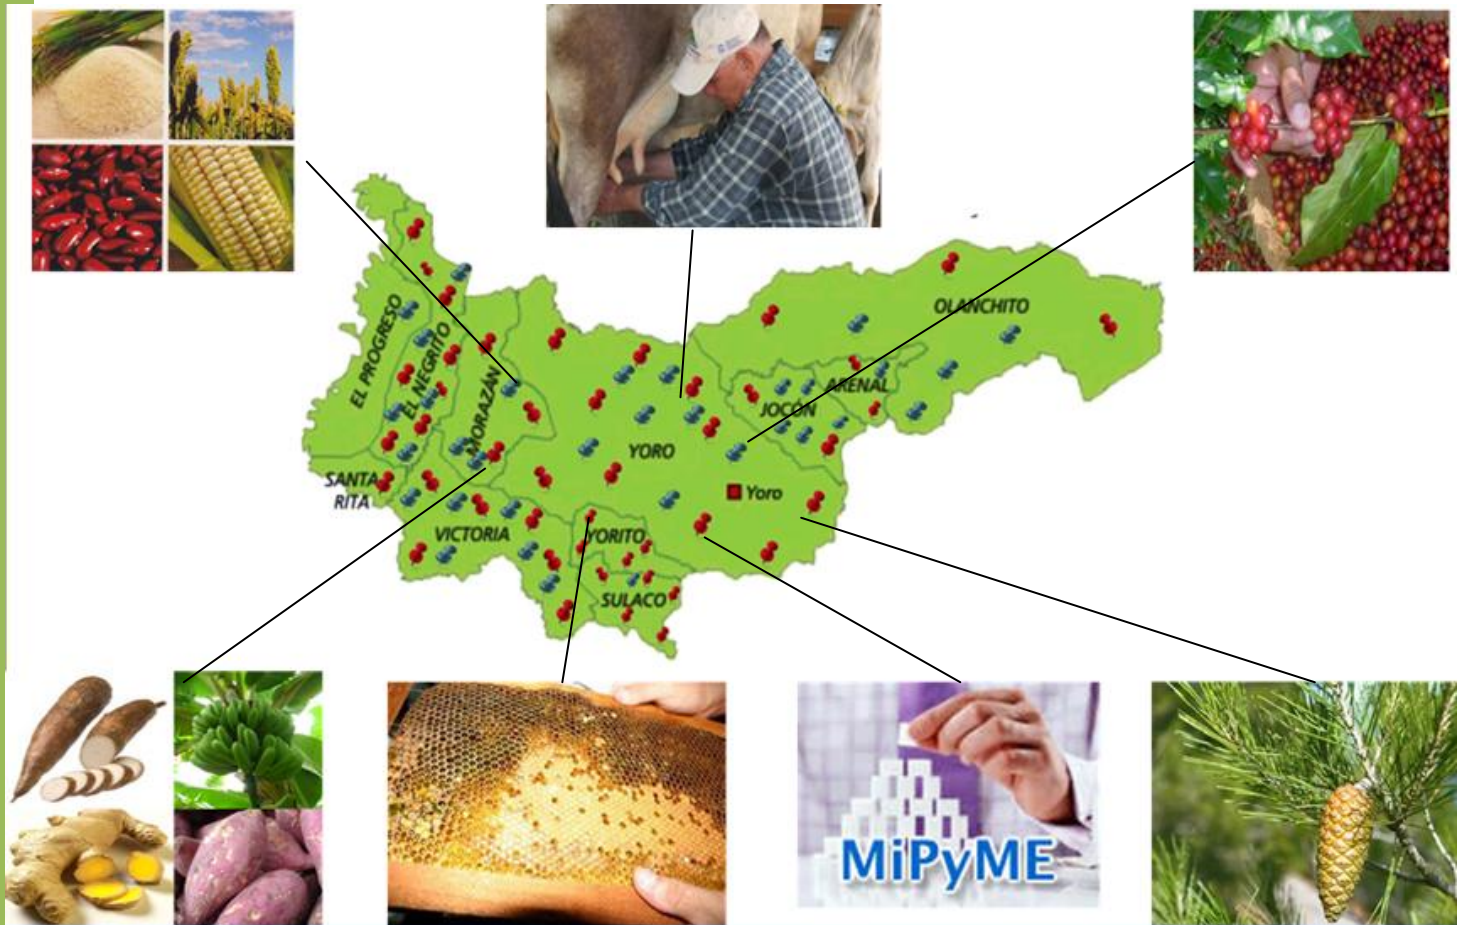 OLANCHITO
EL PROGRESO
EL NEGRITO
MORAZÁN
ARENAL
JOCÓN
YORO
SANTA
RITA
Yoro
VICTORIA
YORITO
SULACO
MiPyME